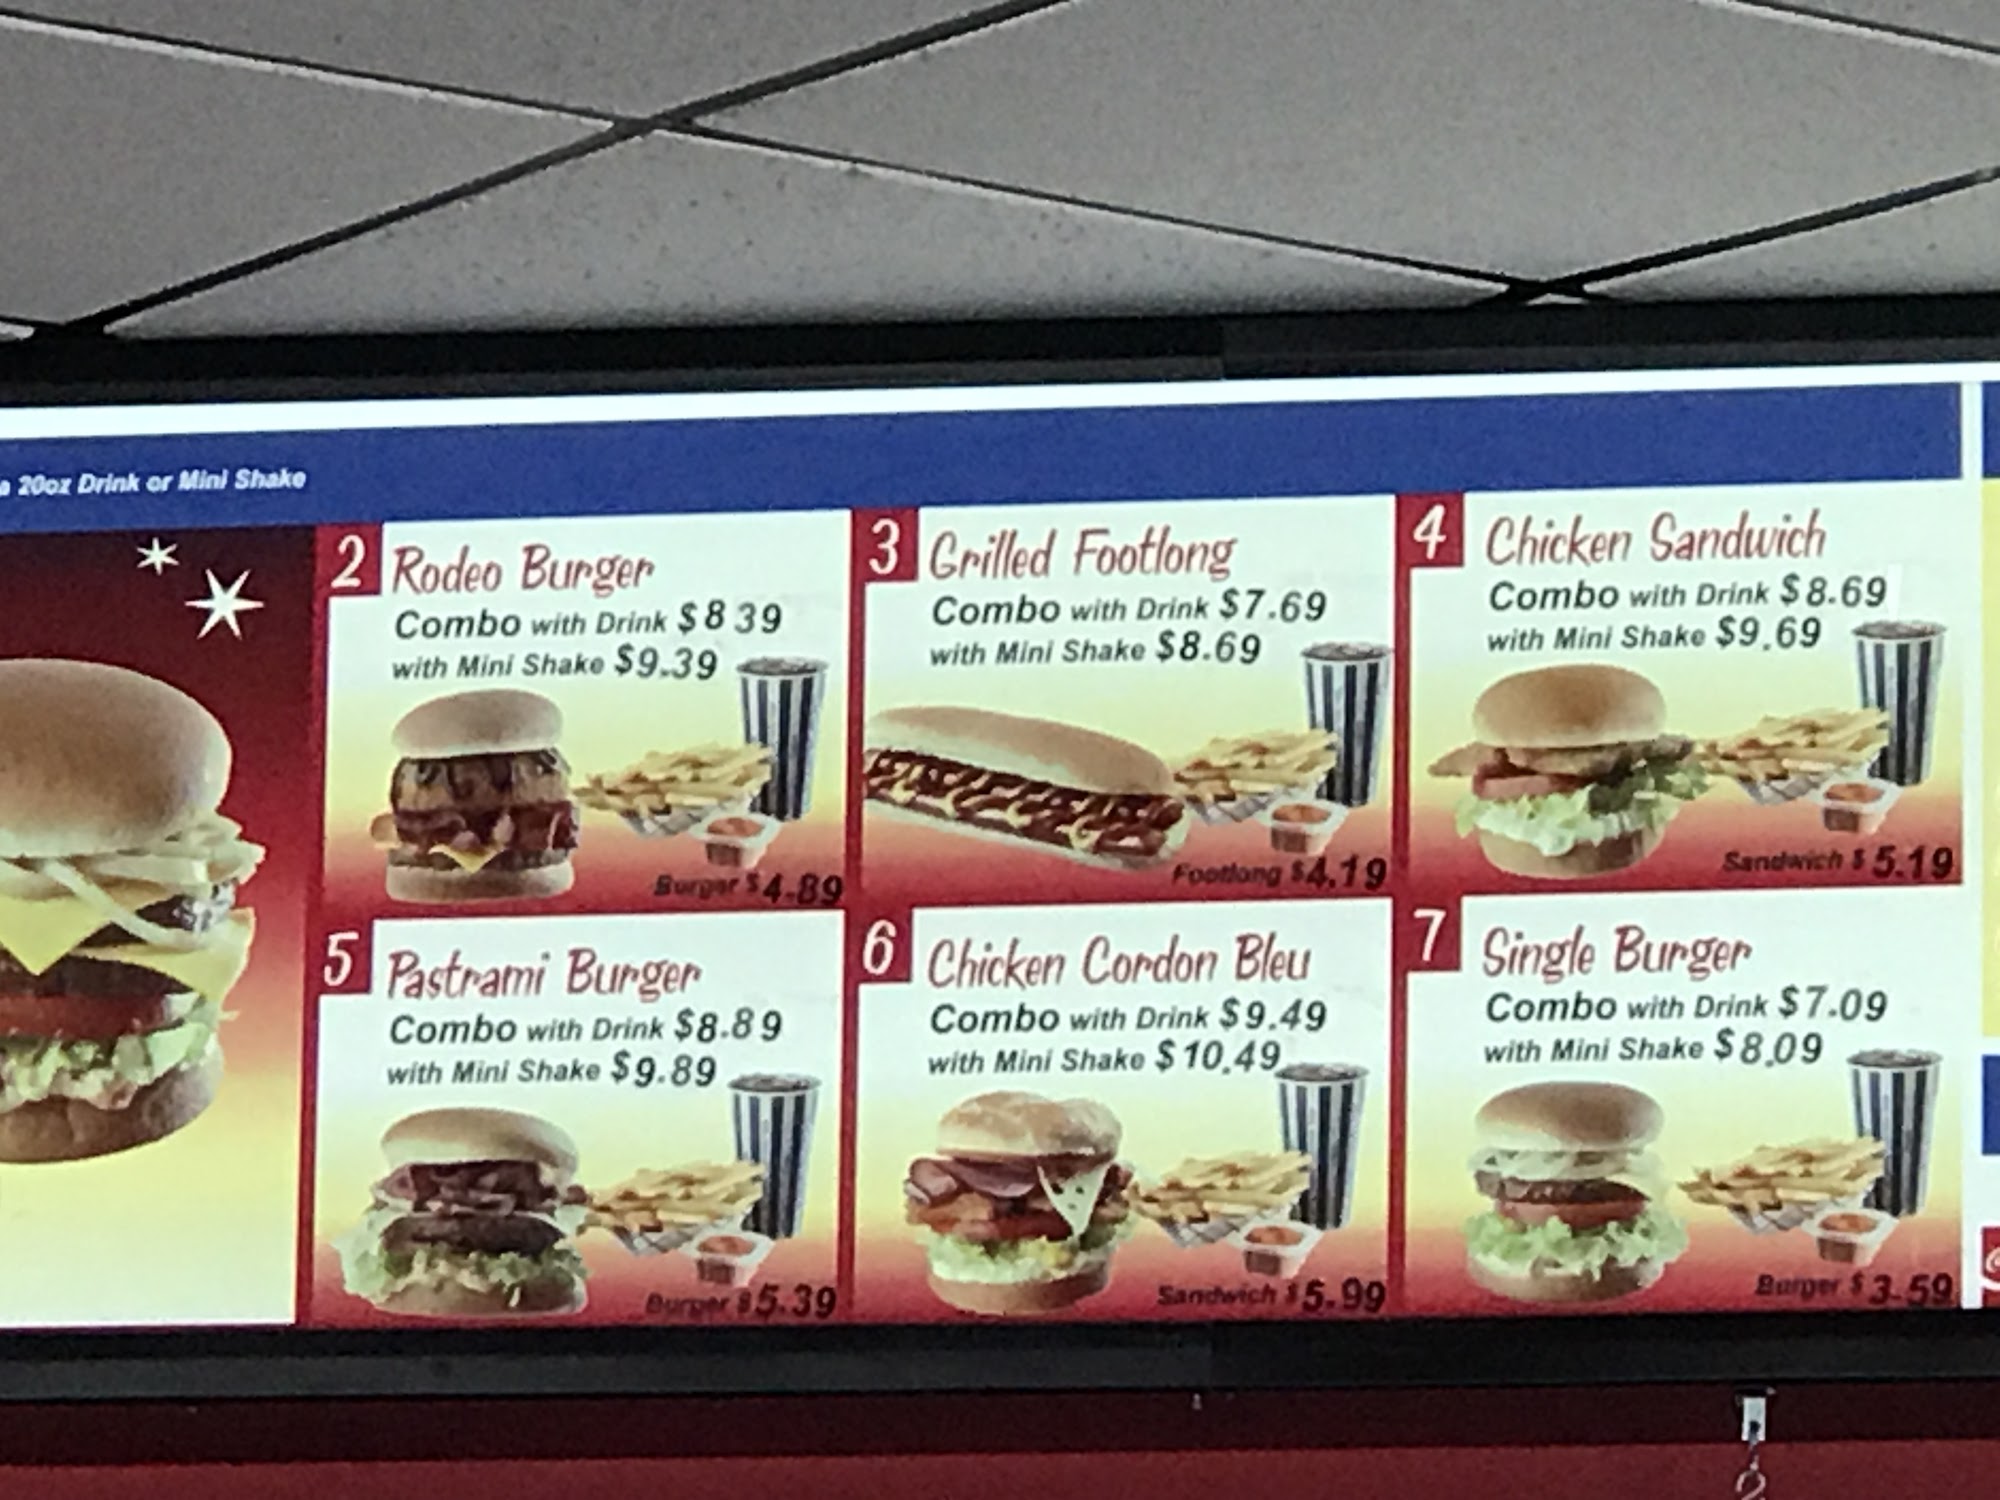 a 20oz Drink or Mini Shake
2 Rodeo Burger
Combo with Drink $8 39
with Mini Shake $9.39
Burger $4.89
3 Grilled Footlong
Combo with Drink $7.69
with Mini Shake $8.69
Footlong $4.19
4 Chicken Sandwich
Combo with Drink $8.69
with Mini Shake $9.69
Sandwich $5.19
5 Pastrami Burger
Combo with Drink $8.89
with Mini Shake $9.89
Burger $5.39
6 Chicken Cordon Bleu
Combo with Drink $9.49
with Mini Shake $10.49
Sandwich $5.99
7 Single Burger
Combo with Drink $7.09
with Mini Shake $8.09
Burger $3.59